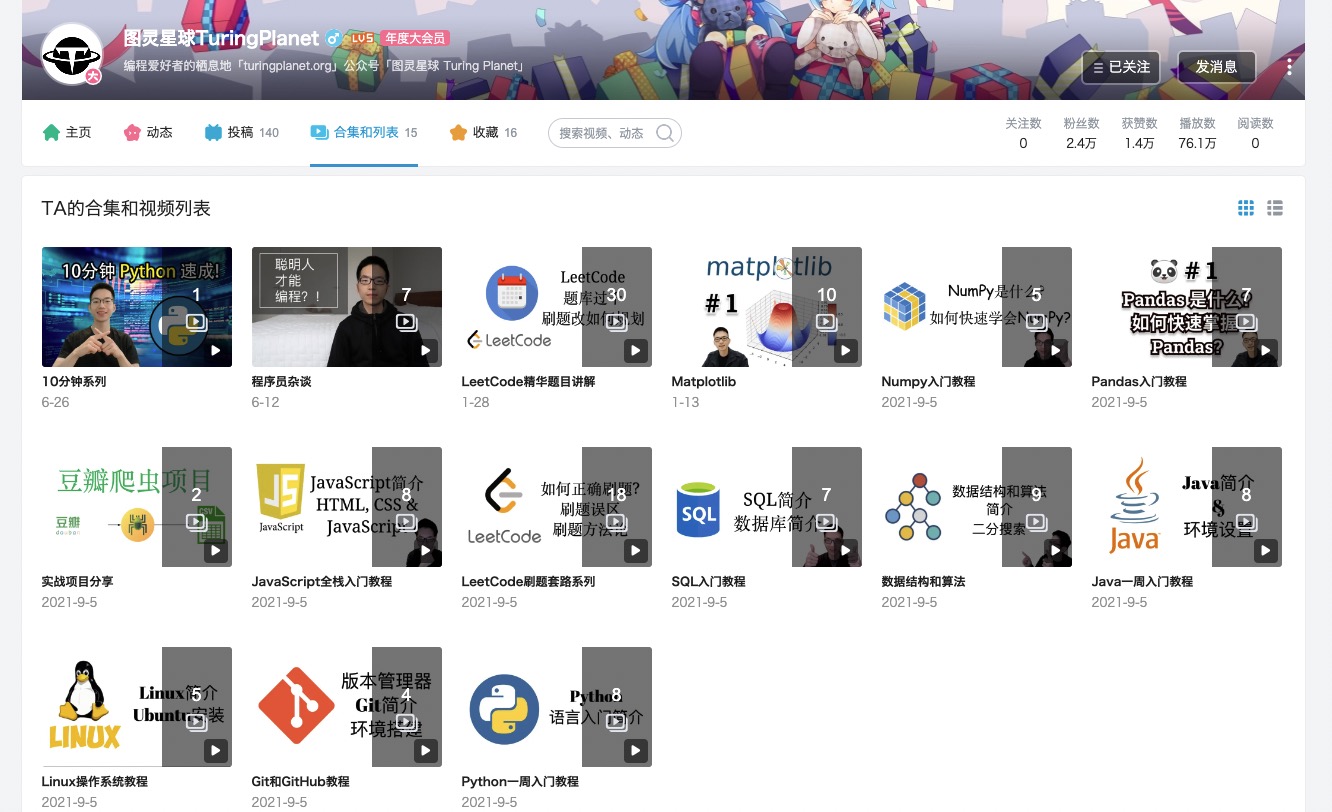 图灵星球TuringPlanet LV5 年度大会员
编程爱好者的栖息地「turingplanet.org」公众号「图灵星球 Turing Planet」
大
已关注
发消息
主页 动态 投稿 140 合集和列表 15 收藏 16 搜索视频、动态
关注数 粉丝数 获赞数 播放数 阅读数
0 2.4万 1.4万 76.1万 0
TA的合集和视频列表
10分钟 Python 速成!
1
10分钟系列
6-26
聪明人
才能
编程?!
7
程序员杂谈
6-12
LeetCode
题库过
刷题改如何规划
LeetCode
30
LeetCode精华题目讲解
1-28
matplotlib
#1
10
Matplotlib
1-13
NumPy是什么?
如何快速学会NumPy?
5
Numpy入门教程
2021-9-5
#1
Pandas 是什么?
如何快速掌握
Pandas?
7
Pandas入门教程
2021-9-5
豆瓣爬虫项目
豆瓣
douban
CSV
2
实战项目分享
2021-9-5
JS
JavaScript
JavaScript简介
HTML, CSS &
JavaScript
8
JavaScript全栈入门教程
2021-9-5
如何正确刷题?
刷题误区
刷题方法论
LeetCode
18
LeetCode刷题套路系列
2021-9-5
SQL
SQL简介
数据库简介
7
SQL入门教程
2021-9-5
数据结构和算法
简介
二分搜索
9
数据结构和算法
2021-9-5
Java
Java简介
&
环境设置
8
Java一周入门教程
2021-9-5
LINUX
Linux简介
Ubuntu安装
5
Linux操作系统教程
2021-9-5
版本管理器
Git简介
环境搭建
4
Git和GitHub教程
2021-9-5
Python
语言入门简介
8
Python一周入门教程
2021-9-5